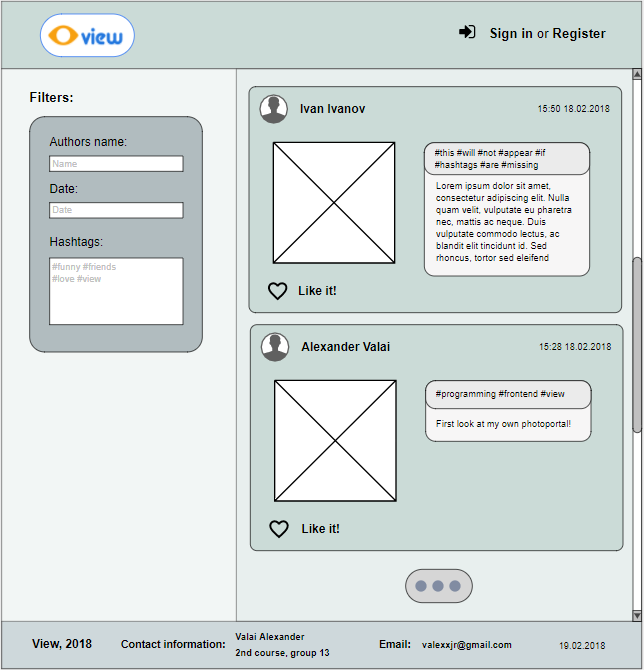 view
Sign in or Register
Filters:
Authors name:
Name
Date:
Date
Hashtags:
#funny #friends
#love #view
Ivan Ivanov
15:50 18.02.2018
#this #will #not #appear #if
#hashtags #are #missing
Lorem ipsum dolor sit amet,
consectetur adipiscing elit. Nulla
quam velit, vulputate eu pharetra
nec, mattis ac neque. Duis
vulputate commodo lectus, ac
blandit elit tincidunt id. Sed
rhoncus, tortor sed eleifend
Like it!
Alexander Valai
15:28 18.02.2018
#programming #frontend #view
First look at my own photoportal!
Like it!
View, 2018
Contact information:
Valai Alexander
2nd course, group 13
Email:
valexxjr@gmail.com
19.02.2018